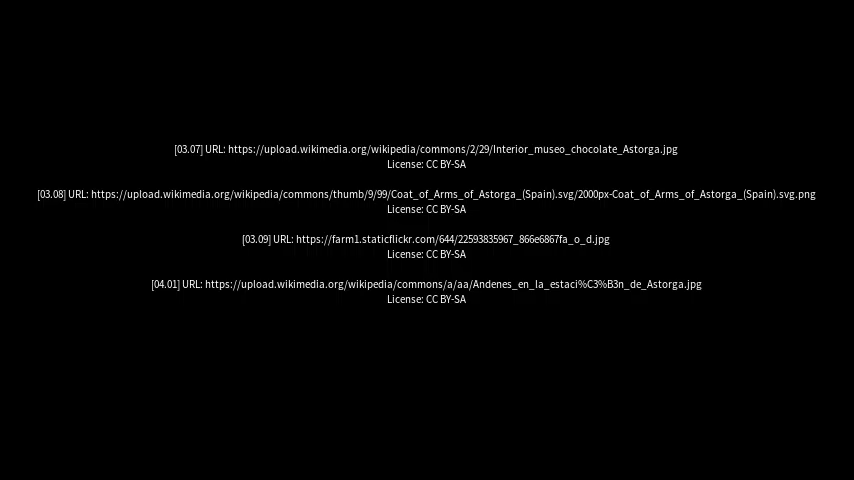 [03.07] URL: https://upload.wikimedia.org/wikipedia/commons/2/29/Interior_museo_chocolate_Astorga.jpg
License: CC BY-SA
[03.08] URL: https://upload.wikimedia.org/wikipedia/commons/thumb/9/99/Coat_of_Arms_of_Astorga_(Spain).svg/2000px-Coat_of_Arms_of_Astorga_(Spain).svg.png
License: CC BY-SA
[03.09] URL: https://farm1.staticflickr.com/644/22593835967_866e6867fa_o_d.jpg
License: CC BY-SA
[04.01] URL: https://upload.wikimedia.org/wikipedia/commons/a/aa/Andenes_en_la_estaci%C3%B3n_de_Astorga.jpg
License: CC BY-SA